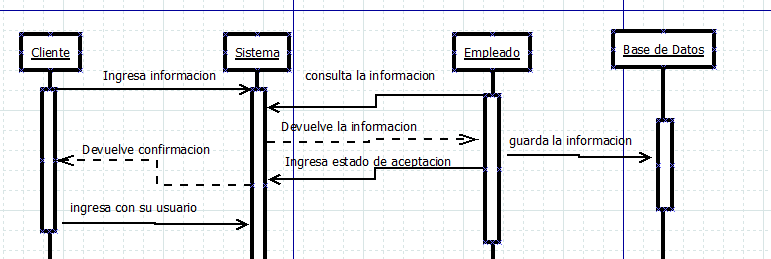 Cliente
Sistema
Empleado
Base de Datos
Ingresa informacion
consulta la informacion
Devuelve la informacion
guarda la informacion
Devuelve confirmacion
Ingresa estado de aceptacion
ingresa con su usuario